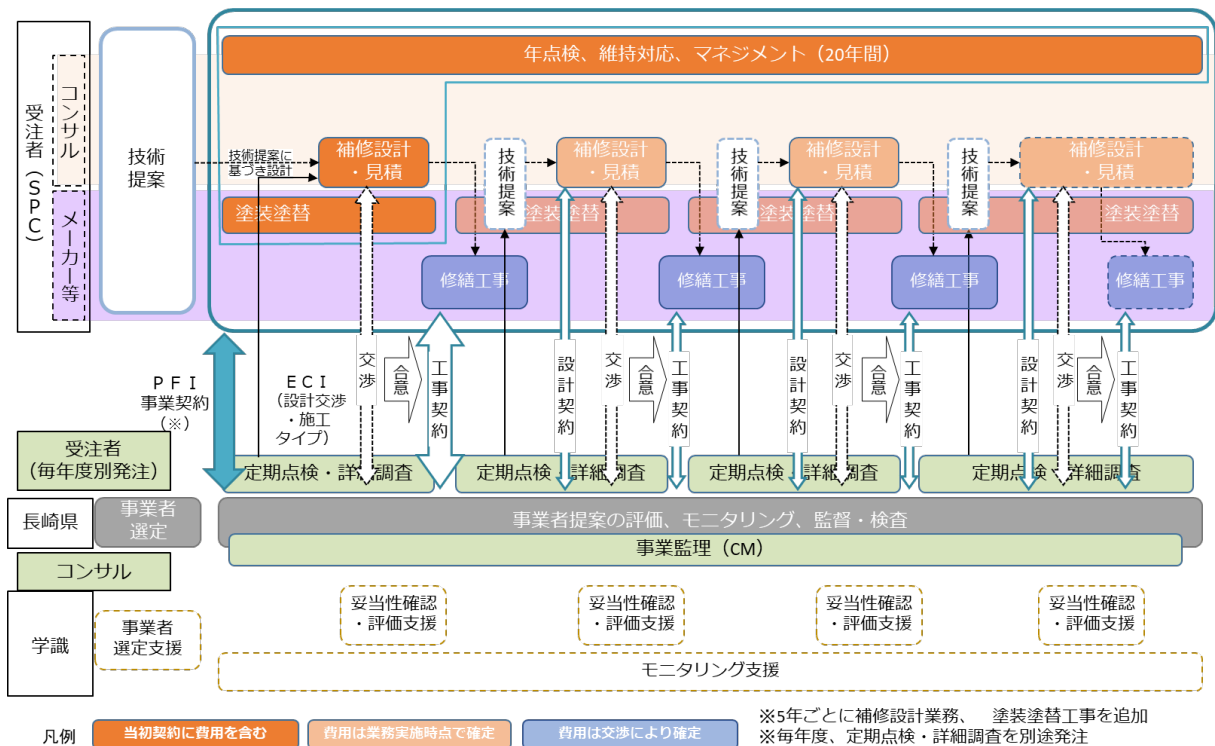 受注者（SPC）
コンサル
メーカー等
技術
提案
年点検、維持対応、マネジメント（20年間）
技術提案に
基づき設計
補修設計
・見積
技術提案
補修設計
・見積
技術提案
補修設計
・見積
技術提案
補修設計
・見積
塗装塗替
塗装塗替
塗装塗替
塗装塗替
修繕工事
修繕工事
修繕工事
修繕工事
ＰＦＩ
事業契約
（※）
ＥＣＩ
（設計交渉
・施工
タイプ）
交渉
合意
工事契約
設計契約
交渉
合意
工事契約
設計契約
交渉
合意
工事契約
設計契約
交渉
工事契約
受注者
（毎年度別発注）
定期点検・詳細調査
定期点検・詳細調査
定期点検・詳細調査
定期点検・詳細調査
長崎県
事業者
選定
事業者提案の評価、モニタリング、監督・検査
事業監理（CM）
コンサル
学識
事業者
選定支援
妥当性確認
・評価支援
妥当性確認
・評価支援
妥当性確認
・評価支援
妥当性確認
・評価支援
モニタリング支援
凡例
当初契約に費用を含む
費用は業務実施時点で確定
費用は交渉により確定
※5年ごとに補修設計業務、　塗装塗替工事を追加
※毎年度、定期点検・詳細調査を別途発注